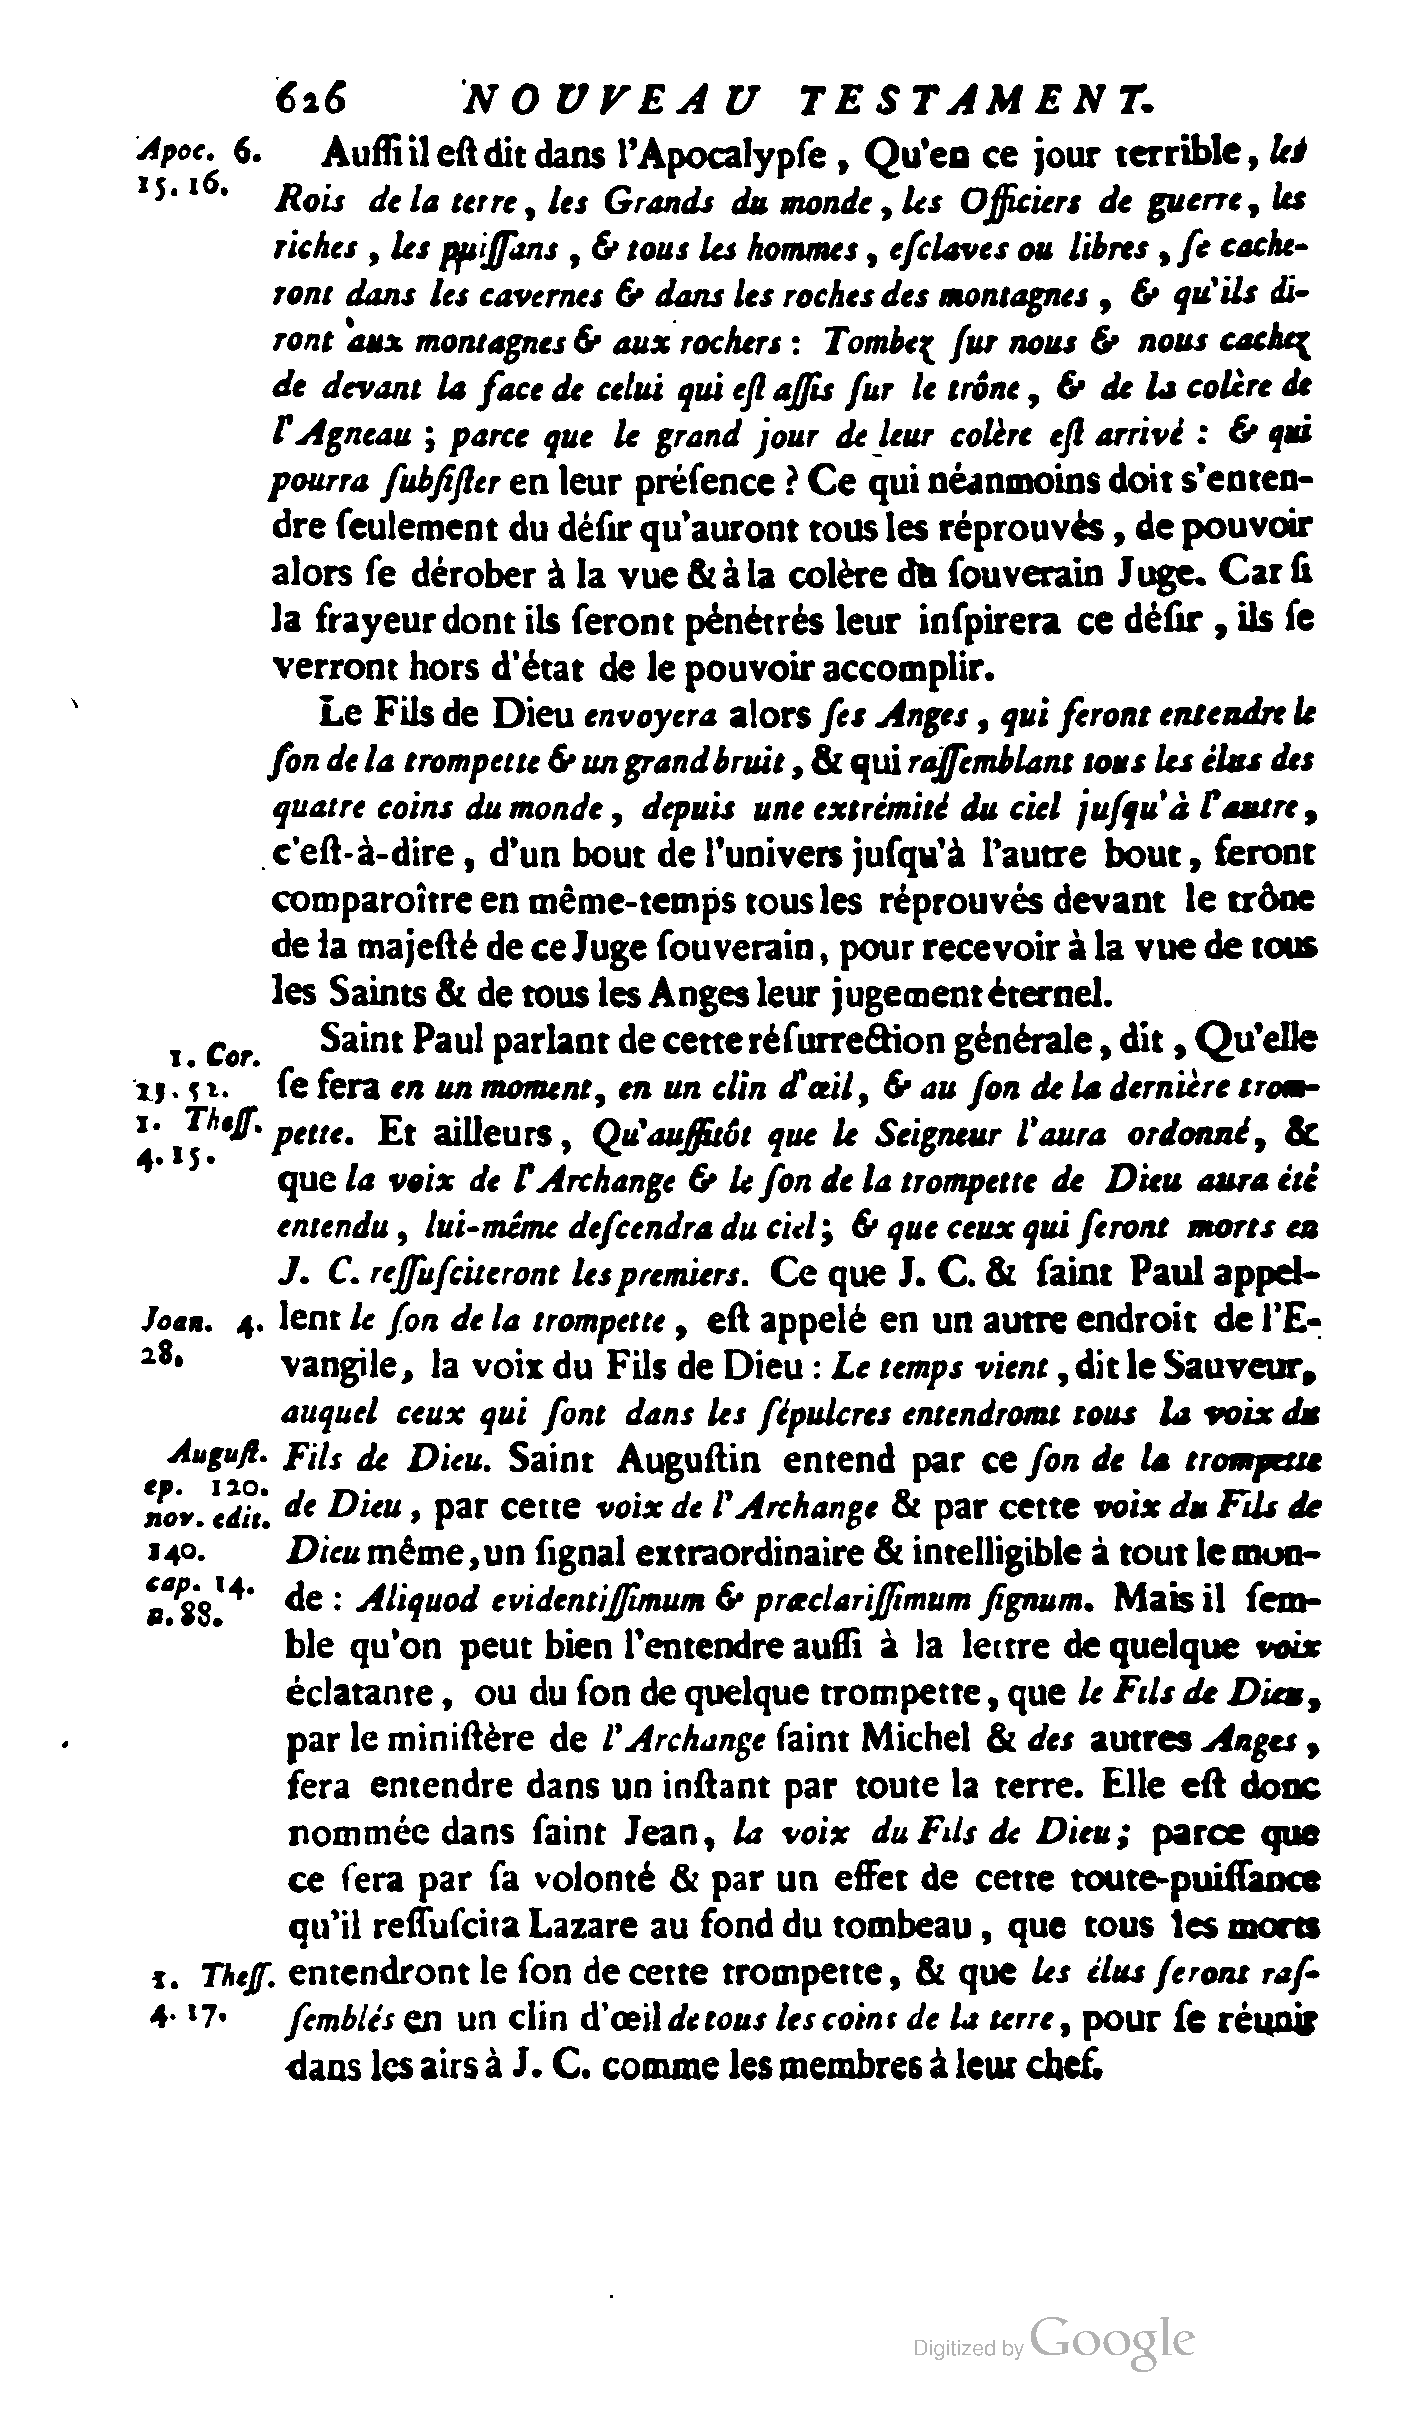 626 NOUVEAU TESTAMENT.
Apoc. 6. Auſſi il eſt dit dans l'Apocalypſe, Qu'en ce jour terrible, les
15. 16. Rois de la terre, les Grands du monde, les Officiers de guerre, les
riches, les puiſſans, & tous les hommes, eſclaves ou libres, ſe cache-
ront dans les cavernes & dans les roches des montagnes, & qu'ils di-
ront aux montagnes & aux rochers : Tombez ſur nous & nous cachez
de devant la face de celui qui eſt aſſis ſur le trône, & de la colère de
l'Agneau ; parce que le grand jour de leur colère eſt arrivé : & qui
pourra ſubſiſter en leur préſence ? Ce qui néanmoins doit s'enten-
dre ſeulement du déſir qu'auront tous les réprouvés, de pouvoir
alors ſe dérober à la vue & à la colère du ſouverain Juge. Car ſi
la frayeur dont ils ſeront pénétrés leur inſpirera ce déſir, ils ſe
verront hors d'état de le pouvoir accomplir.
Le Fils de Dieu envoyera alors ſes Anges, qui feront entendre le
ſon de la trompette & un grand bruit, & qui raſſemblant tous les élus des
quatre coins du monde, depuis une extrémité du ciel juſqu'à l'autre,
c'eſt-à-dire, d'un bout de l'univers juſqu'à l'autre bout, feront
comparoître en même-temps tous les réprouvés devant le trône
de la majeſté de ce Juge ſouverain, pour recevoir à la vue de tous
les Saints & de tous les Anges leur jugement éternel.
1. Cor. Saint Paul parlant de cette réſurrection générale, dit, Qu'elle
15. 52. ſe fera en un moment, en un clin d'œil, & au ſon de la dernière trom-
1. Theſſ. pette. Et ailleurs, Qu'auſſitôt que le Seigneur l'aura ordonné, &
4. 15. que la voix de l'Archange & le ſon de la trompette de Dieu aura été
entendu, lui-même deſcendra du ciel ; & que ceux qui ſeront morts en
J. C. reſſuſciteront les premiers. Ce que J. C. & ſaint Paul appel-
Joan. 4. lent le ſon de la trompette, eſt appelé en un autre endroit de l'E-
28. vangile, la voix du Fils de Dieu : Le temps vient, dit le Sauveur,
auquel ceux qui ſont dans les ſépulcres entendront tous la voix du
Auguſt. Fils de Dieu. Saint Auguſtin entend par ce ſon de la trompette
ep. 120.
nov. edit. de Dieu, par cette voix de l'Archange & par cette voix du Fils de
140. Dieu même, un ſignal extraordinaire & intelligible à tout le mon-
cap. 14. de : Aliquod evidentiſſimum & præclariſſimum ſignum. Mais il ſem-
n. 88.
ble qu'on peut bien l'entendre auſſi à la lettre de quelque voix
éclatante, ou du ſon de quelque trompette, que le Fils de Dieu,
par le miniſtère de l'Archange ſaint Michel & des autres Anges,
fera entendre dans un inſtant par toute la terre. Elle eſt donc
nommée dans ſaint Jean, la voix du Fils de Dieu ; parce que
ce ſera par ſa volonté & par un effet de cette toute-puiſſance
qu'il reſſuſcita Lazare au fond du tombeau, que tous les morts
1. Theſſ. entendront le ſon de cette trompette, & que les élus ſeront raſ-
4. 17. ſemblés en un clin d'œil de tous les coins de la terre, pour ſe réunir
dans les airs à J. C. comme les membres à leur chef.
Digitized by Google